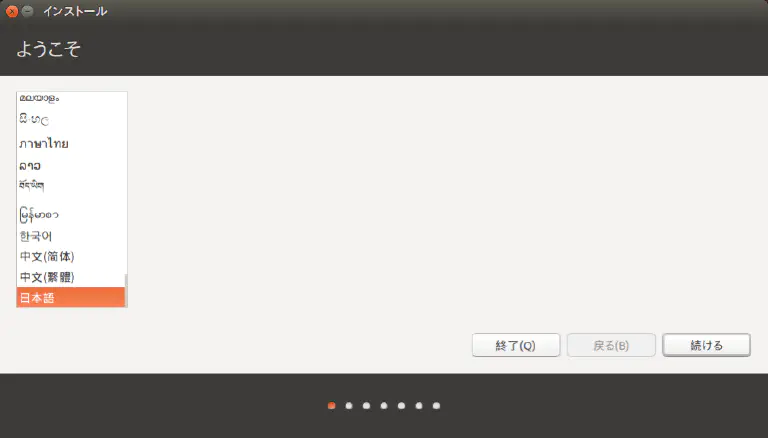 インストール
ようこそ
മലയാളം
සිංහල
ภาษาไทย
ລາວ
བོད་ཡིག
မြန်မာစာ
한국어
中文(简体)
中文(繁體)
日本語
終了(Q)
戻る(B)
続ける